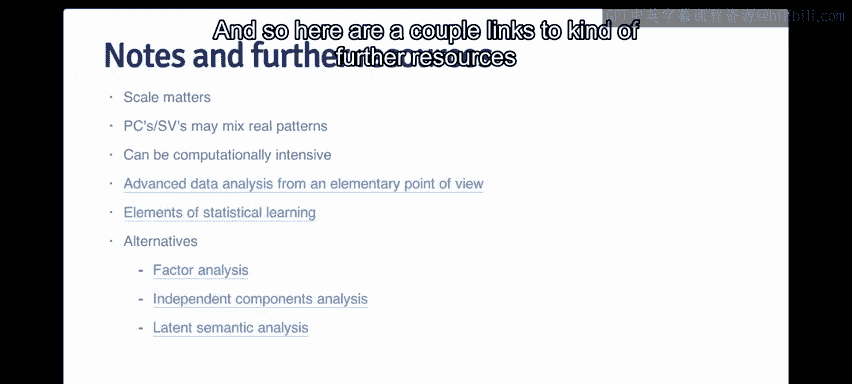 And so here are a couple links to kind of
further resources
Notes and further resources
· Scale matters
· PC's/SV's may mix real patterns
· Can be computationally intensive
· Advanced data analysis from an elementary point of view
· Elements of statistical learning
· Alternatives
- Factor analysis
- Independent components analysis
- Latent semantic analysis